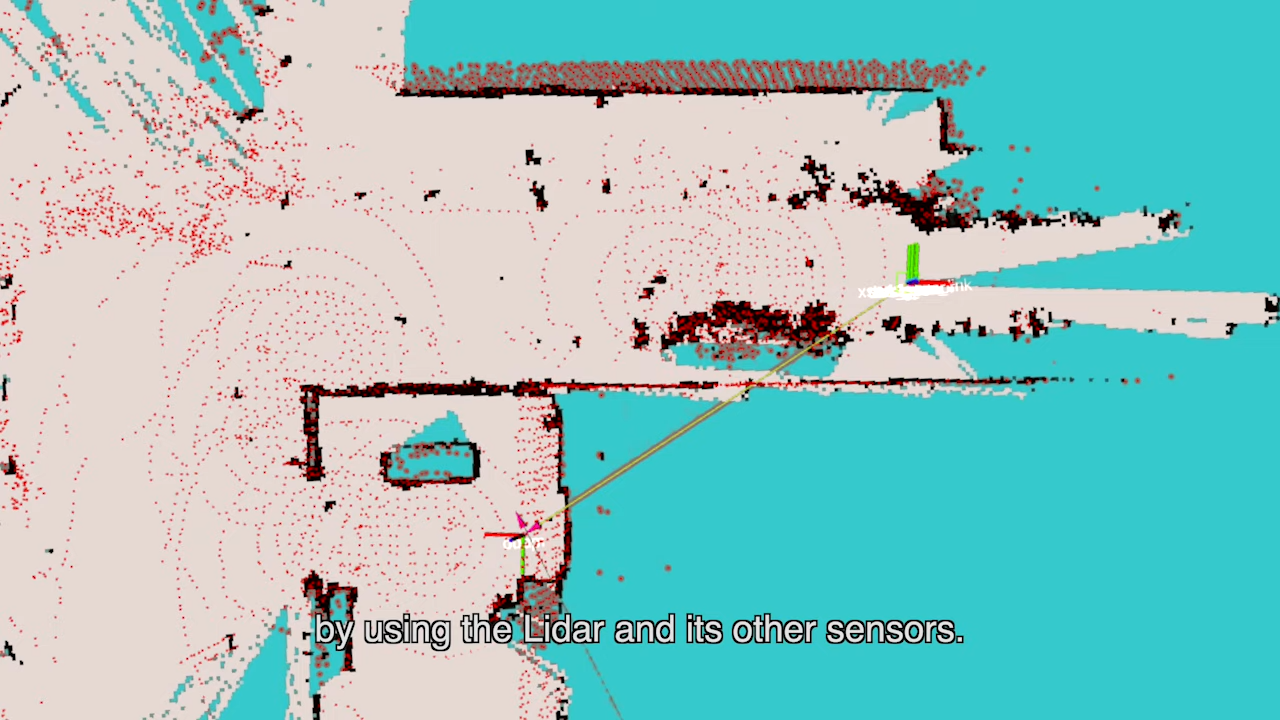 by using the Lidar and its other sensors.